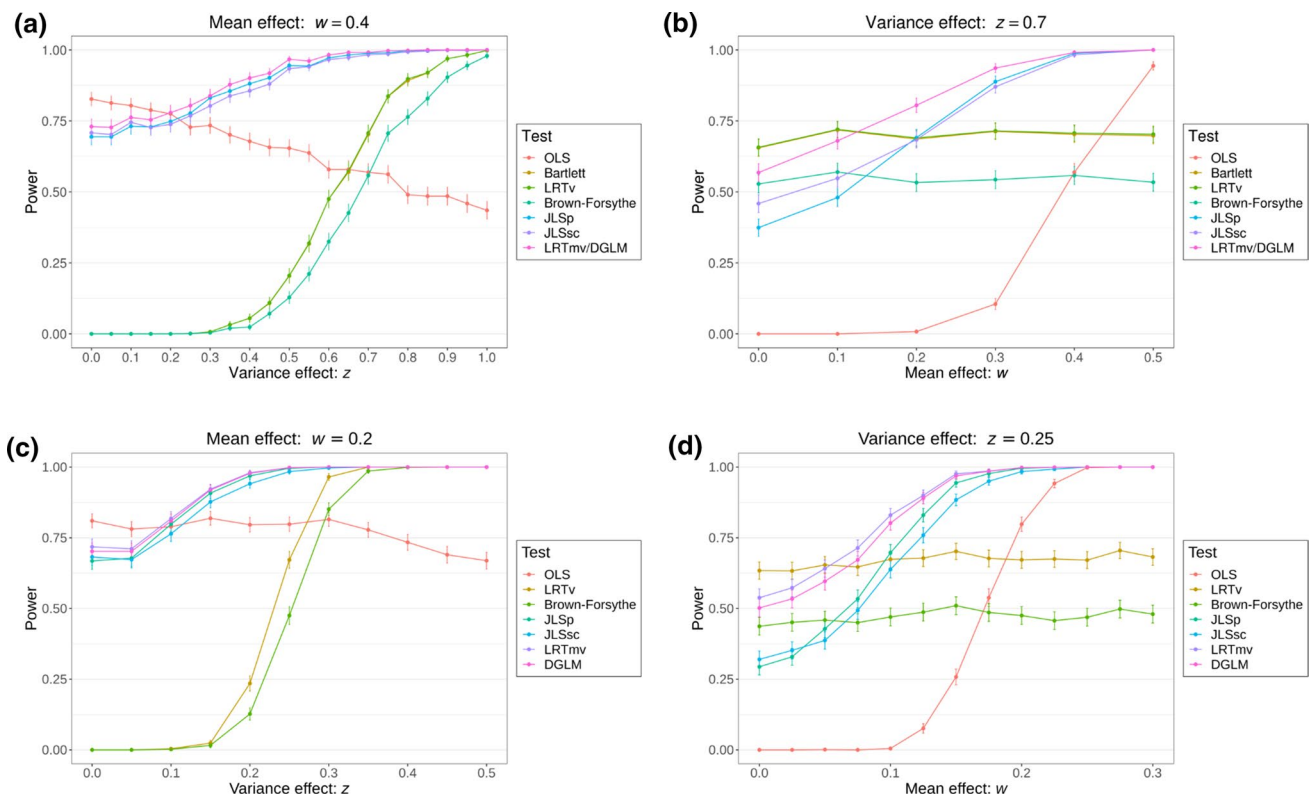 (a)
Mean effect: w = 0.4
Power
1.00
0.75
0.50
0.25
0.00
0.0 0.1 0.2 0.3 0.4 0.5 0.6 0.7 0.8 0.9 1.0
Variance effect: z
Test
OLS
Bartlett
LRTv
Brown-Forsythe
JLSp
JLSsc
LRTmv/DGLM
(b)
Variance effect: z = 0.7
Power
1.00
0.75
0.50
0.25
0.00
0.0 0.1 0.2 0.3 0.4 0.5
Mean effect: w
Test
OLS
Bartlett
LRTv
Brown-Forsythe
JLSp
JLSsc
LRTmv/DGLM
(c)
Mean effect: w = 0.2
Power
1.00
0.75
0.50
0.25
0.00
0.0 0.1 0.2 0.3 0.4 0.5
Variance effect: z
Test
OLS
LRTv
Brown-Forsythe
JLSp
JLSsc
LRTmv
DGLM
(d)
Variance effect: z = 0.25
Power
1.00
0.75
0.50
0.25
0.00
0.0 0.1 0.2 0.3
Mean effect: w
Test
OLS
LRTv
Brown-Forsythe
JLSp
JLSsc
LRTmv
DGLM